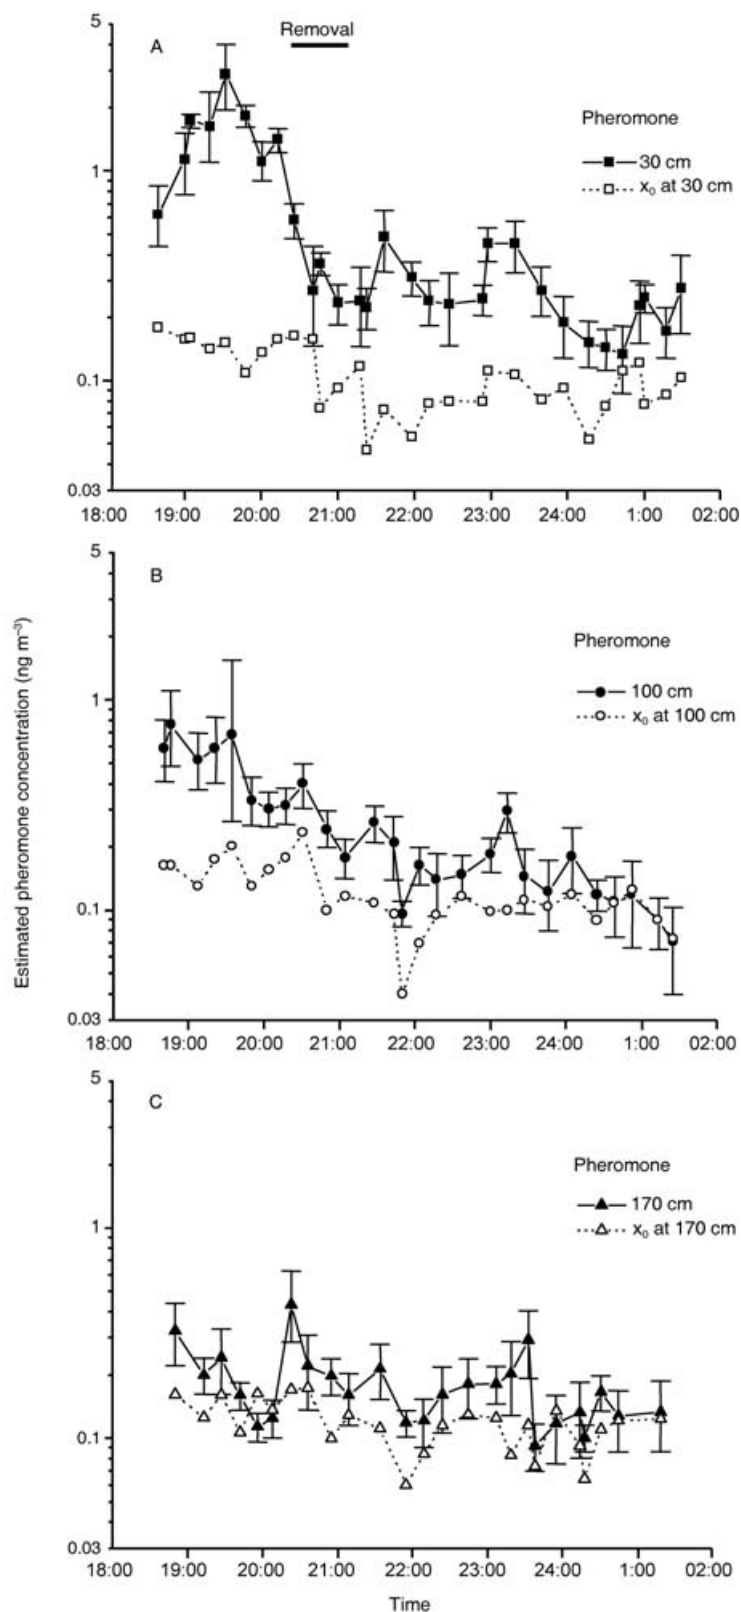 Removal
5
A
Pheromone
30 cm
x₀ at 30 cm
1
0.1
0.03
18:00 19:00 20:00 21:00 22:00 23:00 24:00 1:00 02:00
5
B
Pheromone
100 cm
x₀ at 100 cm
1
0.1
0.03
18:00 19:00 20:00 21:00 22:00 23:00 24:00 1:00 02:00
Estimated pheromone concentration (ng m⁻³)
5
C
Pheromone
170 cm
x₀ at 170 cm
1
0.1
0.03
18:00 19:00 20:00 21:00 22:00 23:00 24:00 1:00 02:00
Time